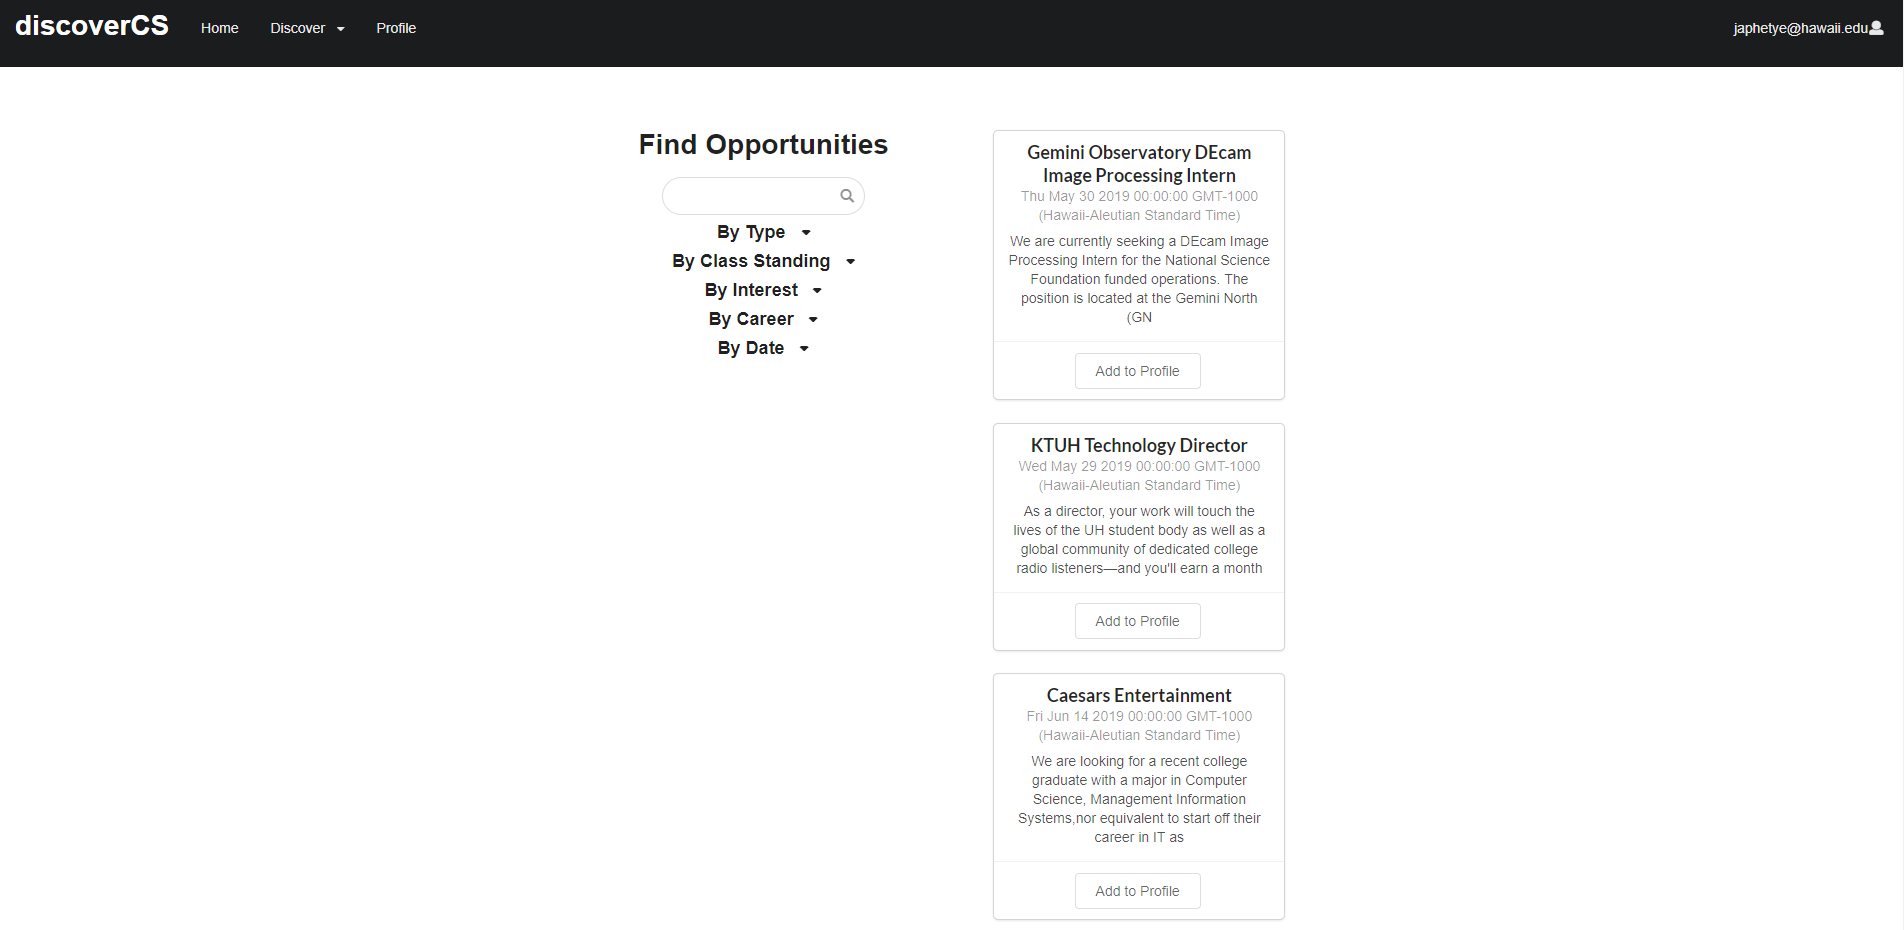 discoverCS
Home
Discover
Profile
japhetye@hawaii.edu
Find Opportunities
By Type
By Class Standing
By Interest
By Career
By Date
Gemini Observatory DEcam
Image Processing Intern
Thu May 30 2019 00:00:00 GMT-1000
(Hawaii-Aleutian Standard Time)
We are currently seeking a DEcam Image
Processing Intern for the National Science
Foundation funded operations. The
position is located at the Gemini North
(GN
Add to Profile
KTUH Technology Director
Wed May 29 2019 00:00:00 GMT-1000
(Hawaii-Aleutian Standard Time)
As a director, your work will touch the
lives of the UH student body as well as a
global community of dedicated college
radio listeners—and you'll earn a month
Add to Profile
Caesars Entertainment
Fri Jun 14 2019 00:00:00 GMT-1000
(Hawaii-Aleutian Standard Time)
We are looking for a recent college
graduate with a major in Computer
Science, Management Information
Systems,nor equivalent to start off their
career in IT as
Add to Profile